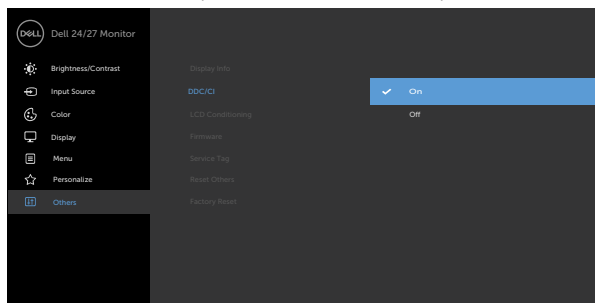 DELL
Dell 24/27 Monitor
Brightness/Contrast
Input Source
Color
Display
Menu
Personalize
Others
Display Info
DDC/CI
LCD Conditioning
Firmware
Service Tag
Reset Others
Factory Reset
On
Off